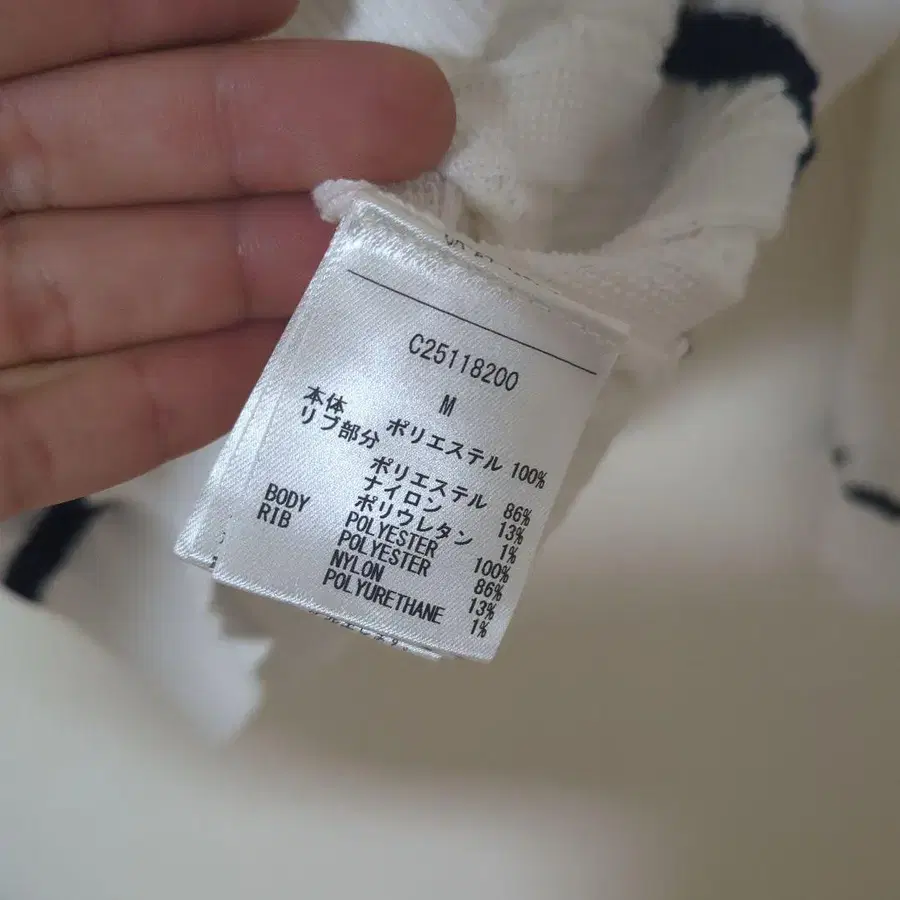 C25118200
M
本体 ポリエステル 100%
リブ部分
ポリエステル 86%
ナイロン 13%
ポリウレタン 1%
BODY POLYESTER 100%
RIB POLYESTER 86%
NYLON 13%
POLYURETHANE 1%